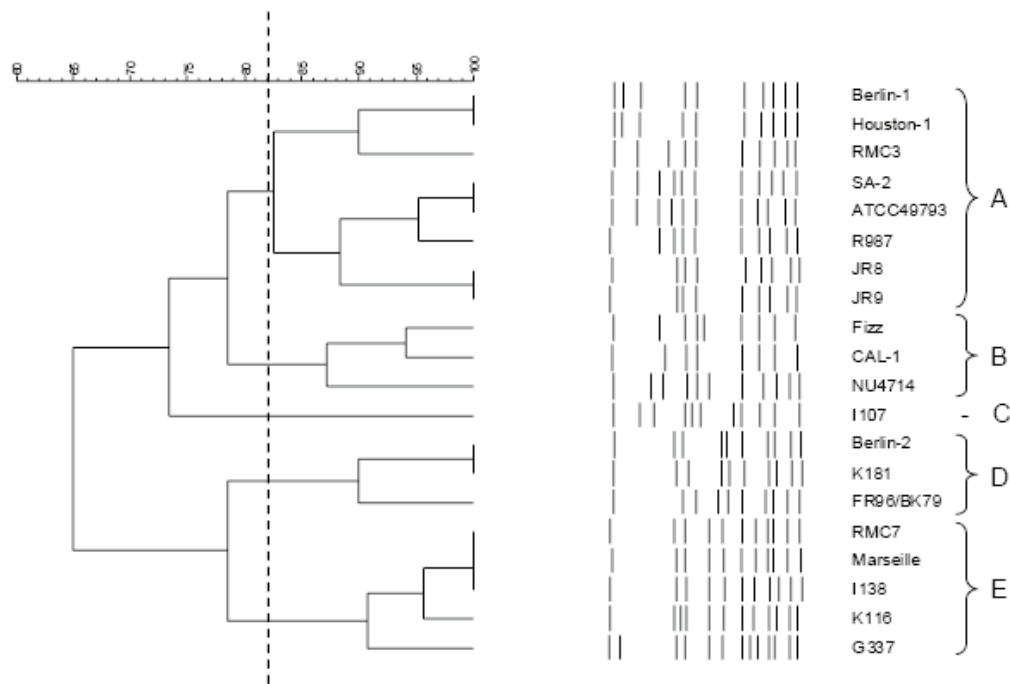 60 65 70 75 80 85 90 95 100
Berlin-1
Houston-1
RMC3
SA-2
ATCC49793
R987
JR8
JR9
A
Fizz
CAL-1
NU4714
B
I107
- C
Berlin-2
K181
FR96/BK79
D
RMC7
Marseille
I138
K116
G337
E